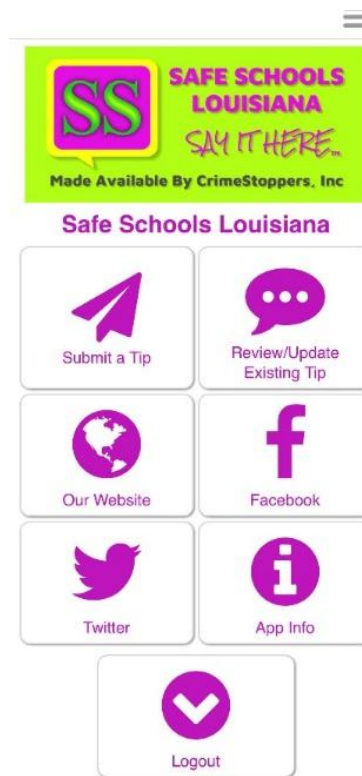 SS
SAFE SCHOOLS
LOUISIANA
SAY IT HERE...
Made Available By CrimeStoppers, Inc
Safe Schools Louisiana
Submit a Tip
Review/Update
Existing Tip
Our Website
Facebook
Twitter
App Info
Logout